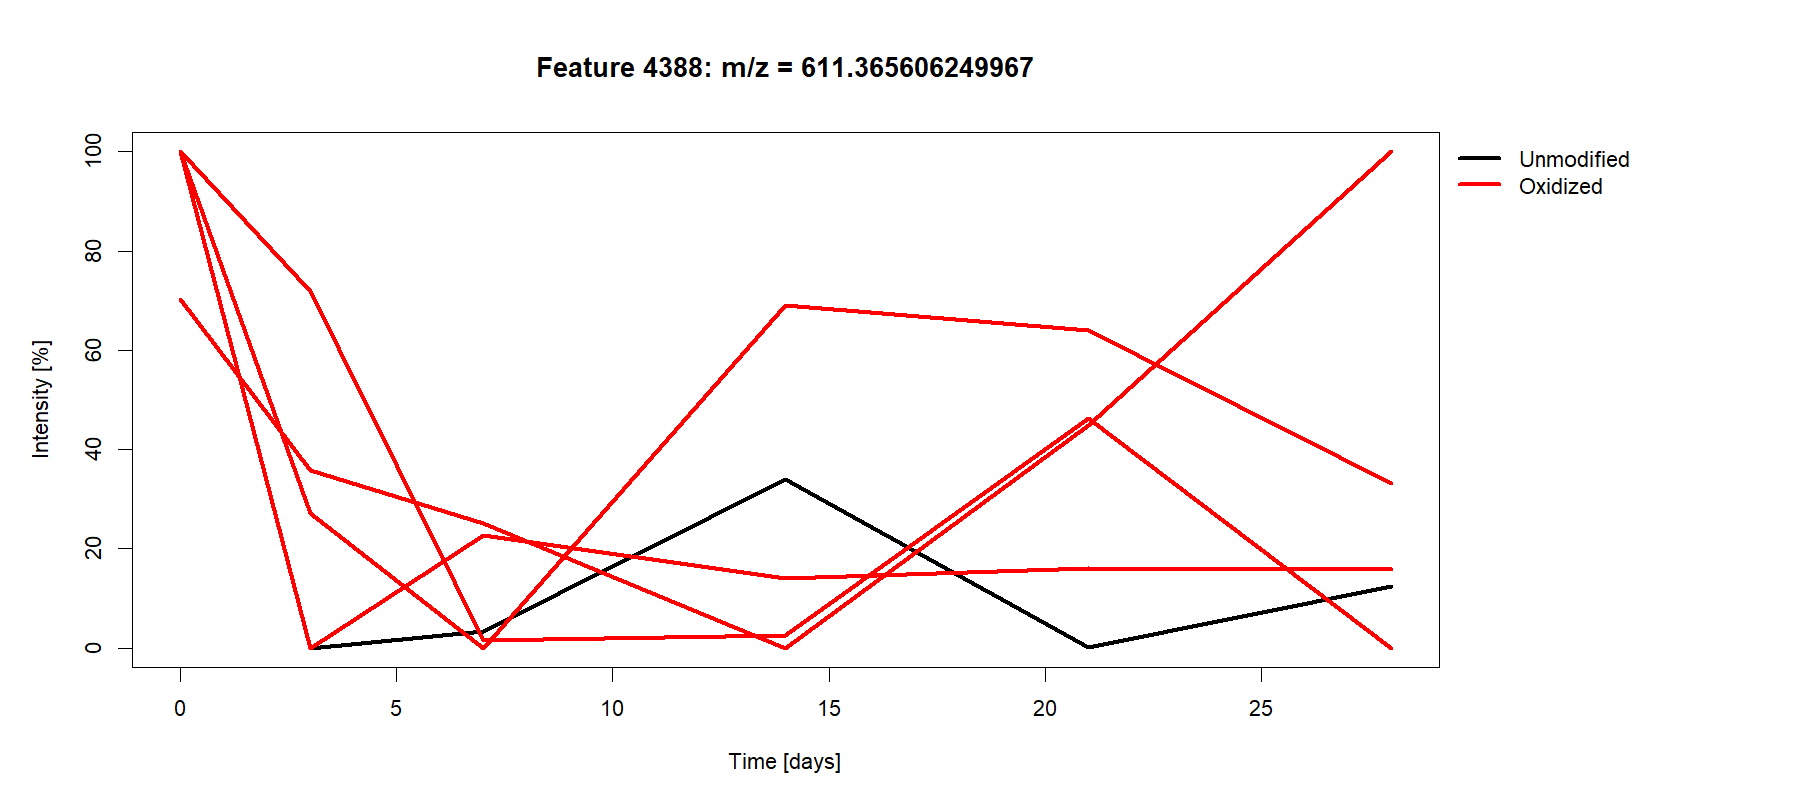 Feature 4388: m/z = 611.365606249967
Unmodified
Oxidized
Intensity [%]
100
80
60
40
20
0
0 5 10 15 20 25
Time [days]